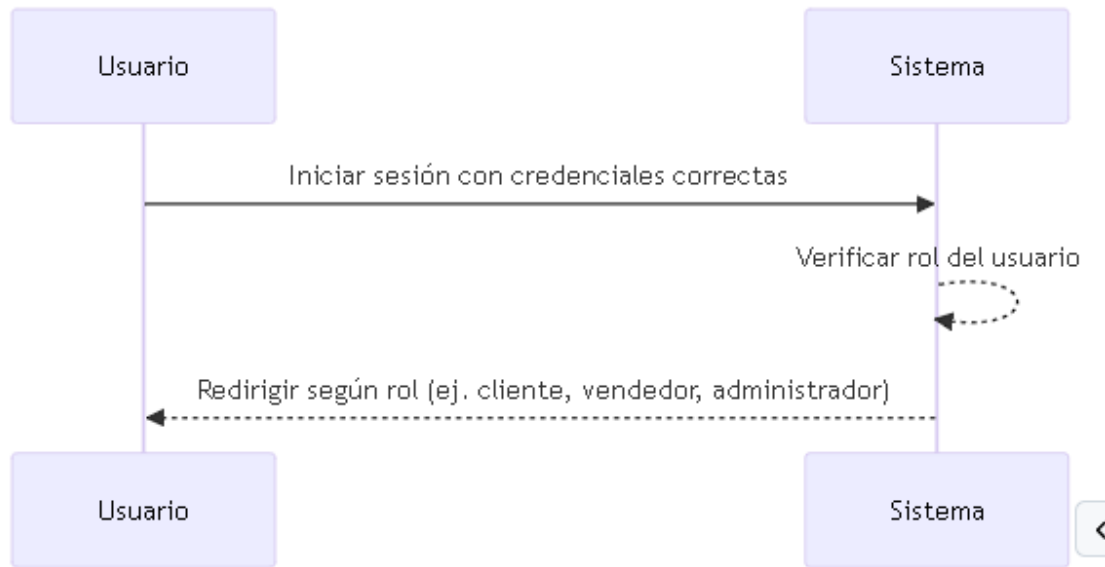 Usuario
Sistema
Iniciar sesión con credenciales correctas
Verificar rol del usuario
Redirigir según rol (ej. cliente, vendedor, administrador)
Usuario
Sistema